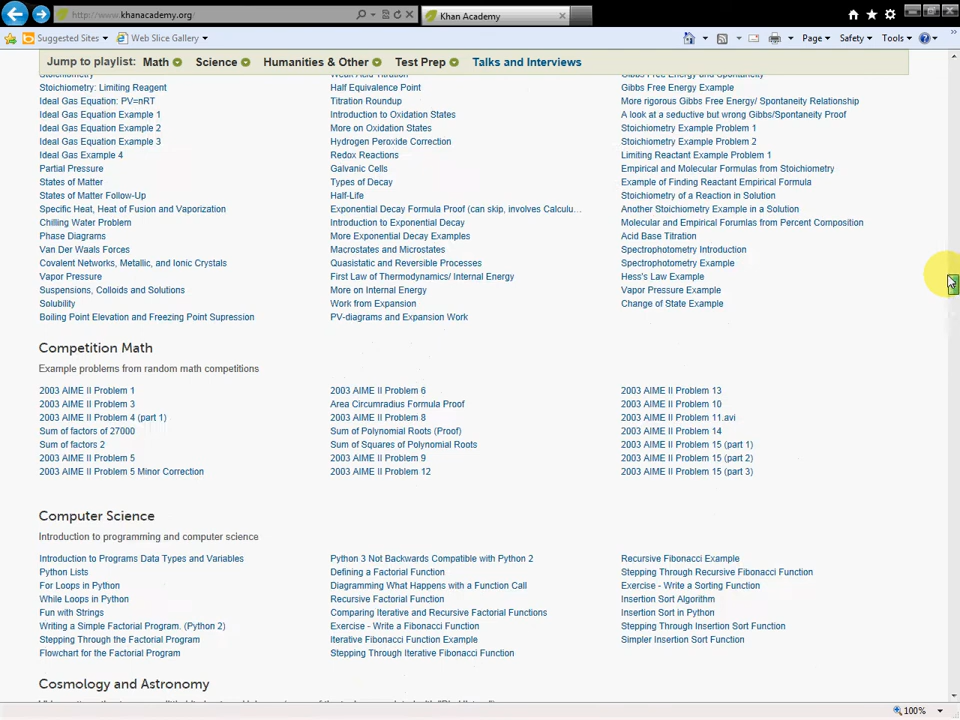 http://www.khanacademy.org
Khan Academy
Suggested Sites
Web Slice Gallery
Page
Safety
Tools
Jump to playlist: Math Science Humanities & Other Test Prep Talks and Interviews
Stoichiometry
Weak Acid Titration
Gibbs Free Energy and Spontaneity
Stoichiometry: Limiting Reagent
Half Equivalence Point
Gibbs Free Energy Example
Ideal Gas Equation: PV=nRT
Titration Roundup
More rigorous Gibbs Free Energy/ Spontaneity Relationship
Ideal Gas Equation Example 1
Introduction to Oxidation States
A look at a seductive but wrong Gibbs/Spontaneity Proof
Ideal Gas Equation Example 2
More on Oxidation States
Stoichiometry Example Problem 1
Ideal Gas Equation Example 3
Hydrogen Peroxide Correction
Stoichiometry Example Problem 2
Ideal Gas Example 4
Redox Reactions
Limiting Reactant Example Problem 1
Partial Pressure
Galvanic Cells
Empirical and Molecular Formulas from Stoichiometry
States of Matter
Types of Decay
Example of Finding Reactant Empirical Formula
States of Matter Follow-Up
Half-Life
Stoichiometry of a Reaction in Solution
Specific Heat, Heat of Fusion and Vaporization
Exponential Decay Formula Proof (can skip, involves Calculu...
Another Stoichiometry Example in a Solution
Chilling Water Problem
Introduction to Exponential Decay
Molecular and Empirical Forumlas from Percent Composition
Phase Diagrams
More Exponential Decay Examples
Acid Base Titration
Van Der Waals Forces
Macrostates and Microstates
Spectrophotometry Introduction
Covalent Networks, Metallic, and Ionic Crystals
Quasistatic and Reversible Processes
Spectrophotometry Example
Vapor Pressure
First Law of Thermodynamics/ Internal Energy
Hess's Law Example
Suspensions, Colloids and Solutions
More on Internal Energy
Vapor Pressure Example
Solubility
Work from Expansion
Change of State Example
Boiling Point Elevation and Freezing Point Supression
PV-diagrams and Expansion Work
Competition Math
Example problems from random math competitions
2003 AIME II Problem 1
2003 AIME II Problem 6
2003 AIME II Problem 13
2003 AIME II Problem 3
Area Circumradius Formula Proof
2003 AIME II Problem 10
2003 AIME II Problem 4 (part 1)
2003 AIME II Problem 8
2003 AIME II Problem 11.avi
Sum of factors of 27000
Sum of Polynomial Roots (Proof)
2003 AIME II Problem 14
Sum of factors 2
Sum of Squares of Polynomial Roots
2003 AIME II Problem 15 (part 1)
2003 AIME II Problem 5
2003 AIME II Problem 9
2003 AIME II Problem 15 (part 2)
2003 AIME II Problem 5 Minor Correction
2003 AIME II Problem 12
2003 AIME II Problem 15 (part 3)
Computer Science
Introduction to programming and computer science
Introduction to Programs Data Types and Variables
Python 3 Not Backwards Compatible with Python 2
Recursive Fibonacci Example
Python Lists
Defining a Factorial Function
Stepping Through Recursive Fibonacci Function
For Loops in Python
Diagramming What Happens with a Function Call
Exercise - Write a Sorting Function
While Loops in Python
Recursive Factorial Function
Insertion Sort Algorithm
Fun with Strings
Comparing Iterative and Recursive Factorial Functions
Insertion Sort in Python
Writing a Simple Factorial Program. (Python 2)
Exercise - Write a Fibonacci Function
Stepping Through Insertion Sort Function
Stepping Through the Factorial Program
Iterative Fibonacci Function Example
Simpler Insertion Sort Function
Flowchart for the Factorial Program
Stepping Through Iterative Fibonacci Function
Cosmology and Astronomy
100%